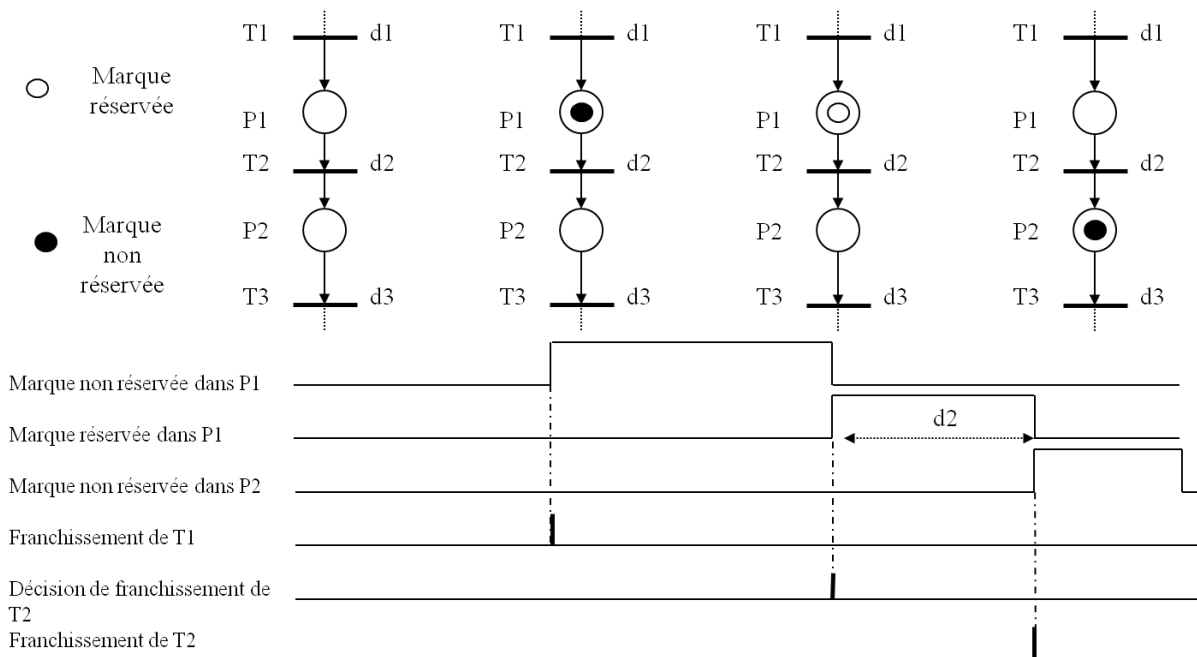 T1 d1 T1 d1 T1 d1 T1 d1
Marque
réservée
P1 P1 P1 P1
T2 d2 T2 d2 T2 d2 T2 d2
Marque
non
réservée
P2 P2 P2 P2
T3 d3 T3 d3 T3 d3 T3 d3
Marque non réservée dans P1
Marque réservée dans P1
d2
Marque non réservée dans P2
Franchissement de T1
Décision de franchissement de
T2
Franchissement de T2